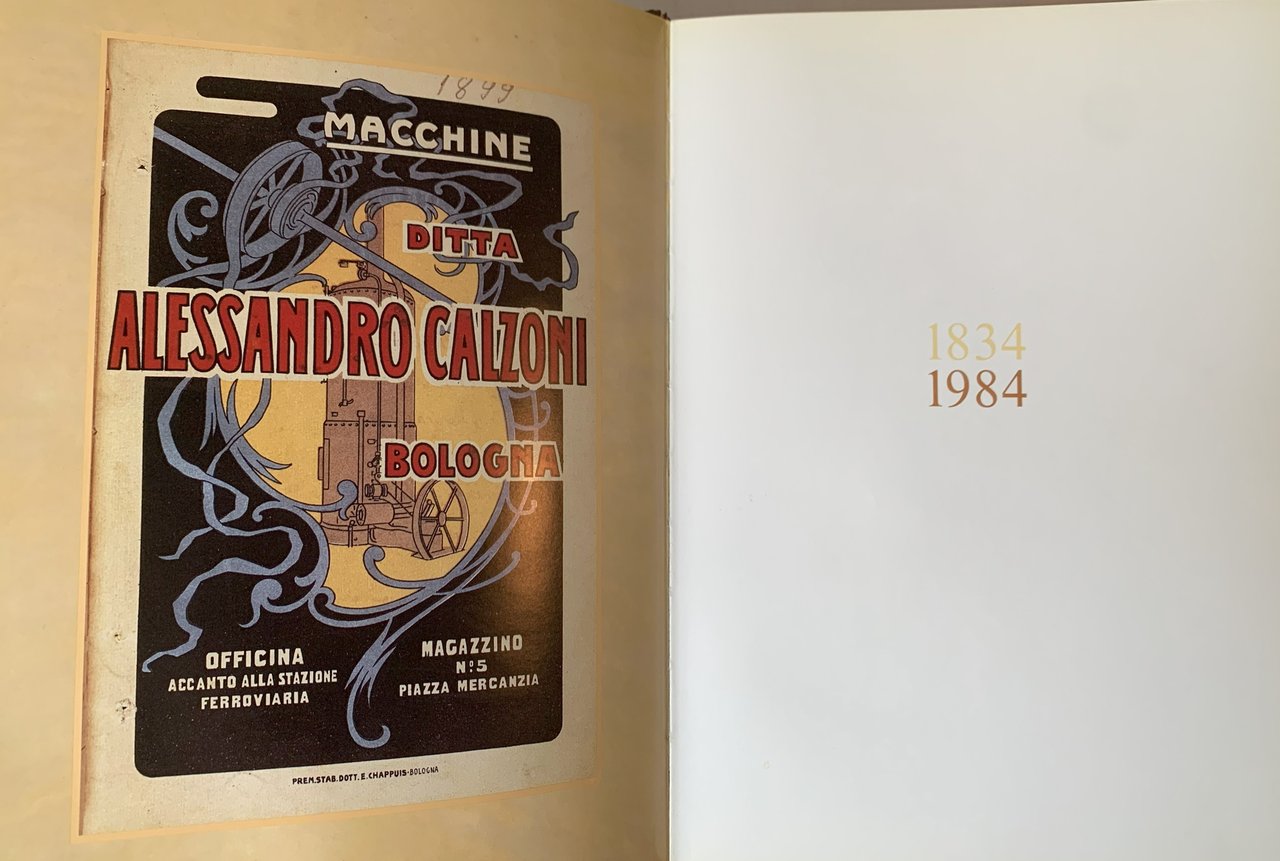 1899
MACCHINE
DITTA
ALESSANDRO CALZONI
BOLOGNA
OFFICINA
ACCANTO ALLA STAZIONE
FERROVIARIA
MAGAZZINO
Nº 5
PIAZZA MERCANZIA
PREM. STAB. DOTT. E. CHAPPUIS-BOLOGNA
1834
1984